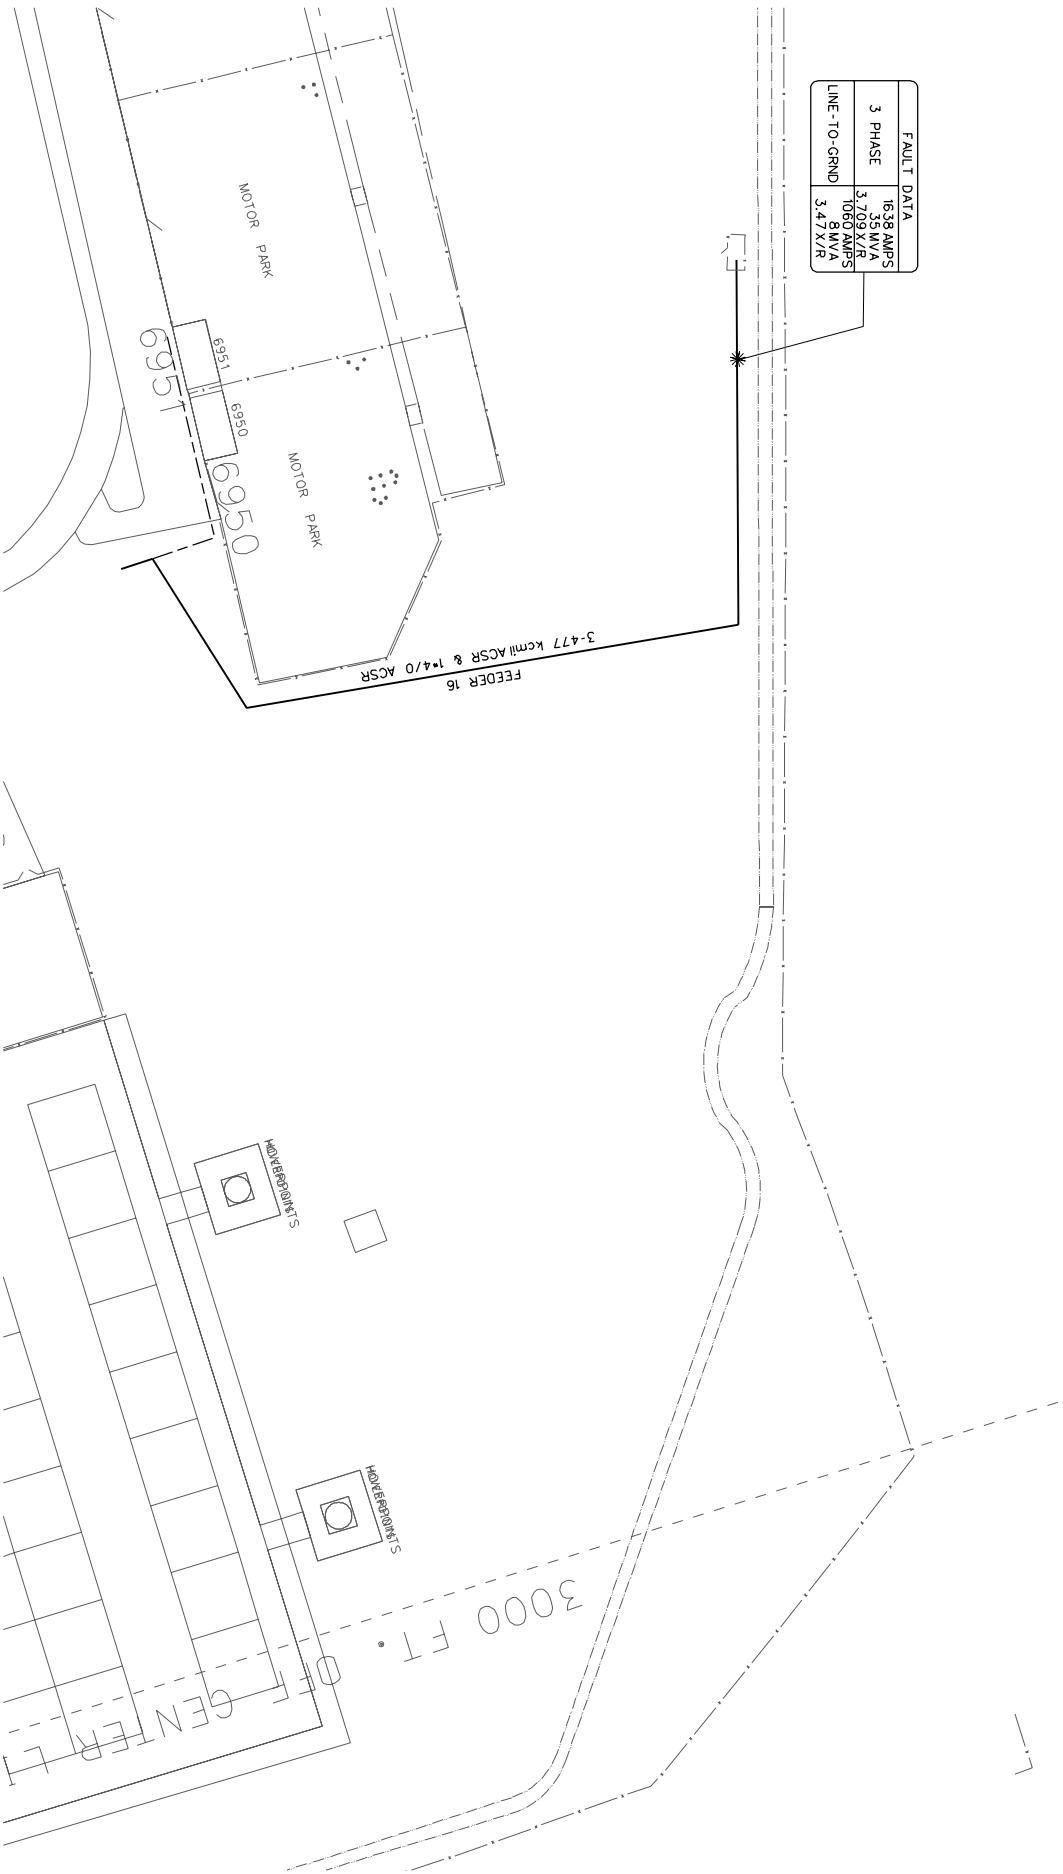 FAULT DATA
3 PHASE
1638 AMPS
35 MVA
3.709 X/R
LINE-TO-GRND
1060 AMPS
8 MVA
3.47 X/R
MOTOR PARK
6951
6951
6950
6950
MOTOR PARK
3-477 kcmil ACSR & 1#4/0 ACSR
FEEDER 16
3000 FT.